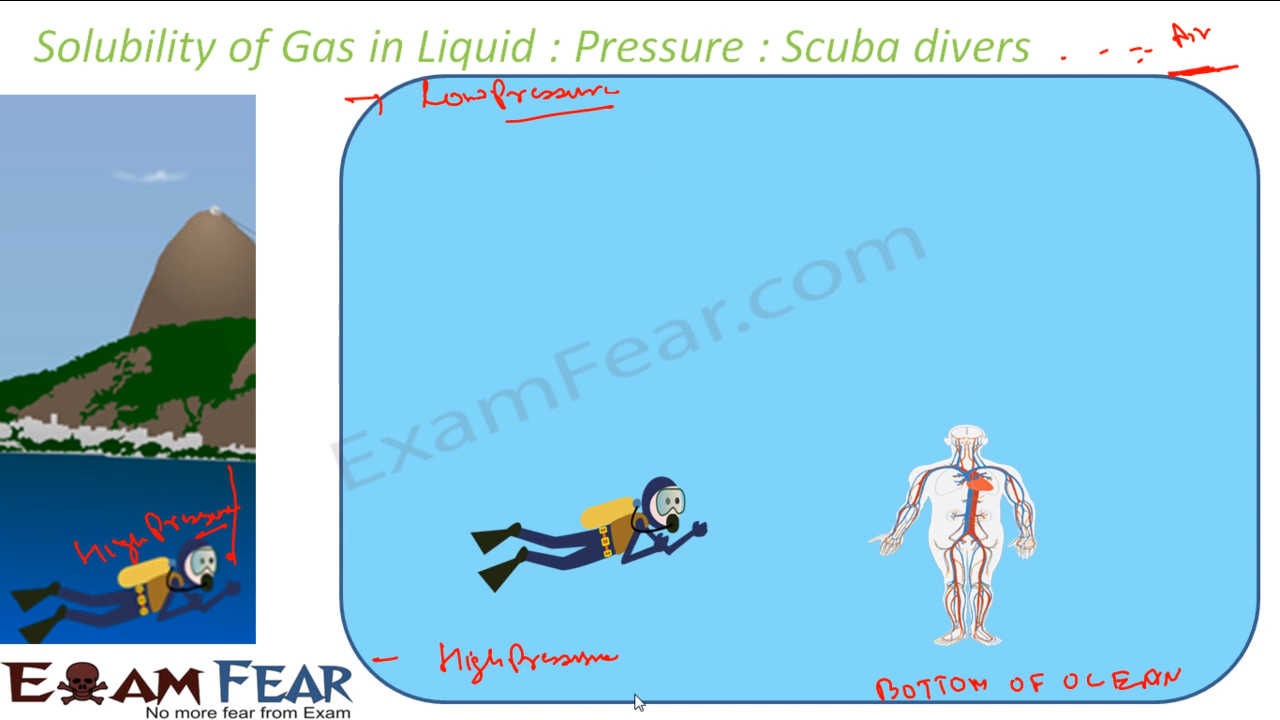 Solubility of Gas in Liquid : Pressure : Scuba divers
Air
Low Pressure
ExamFear.com
High Pressure
High Pressure
BOTTOM OF OCEAN
EXAM FEAR
No more fear from Exam